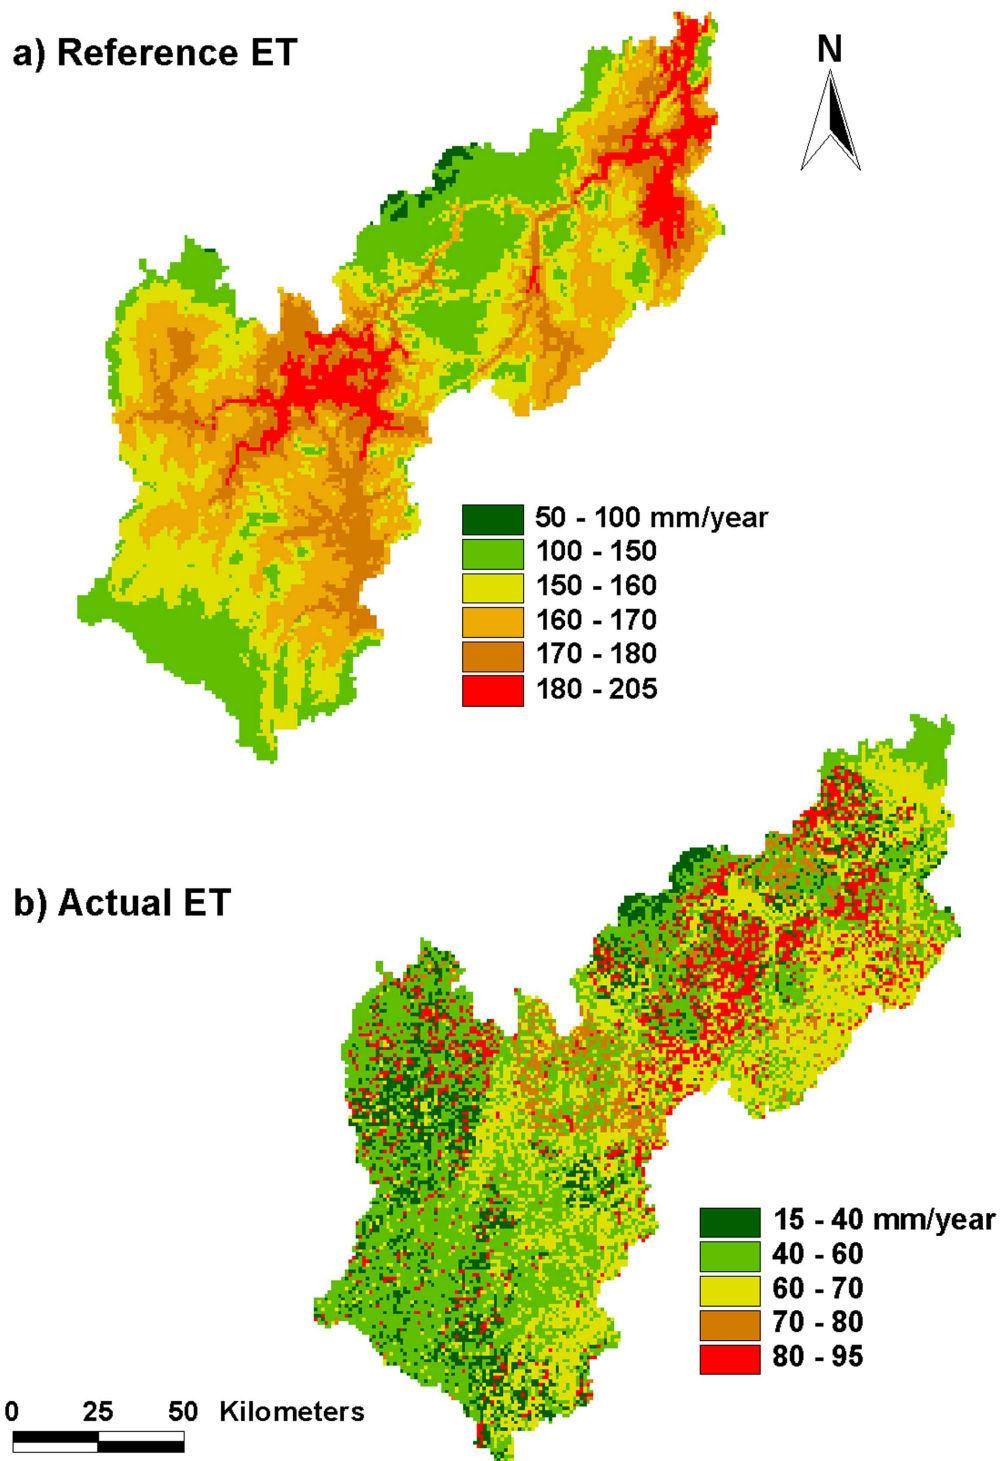 a) Reference ET
N
50 - 100 mm/year
100 - 150
150 - 160
160 - 170
170 - 180
180 - 205
b) Actual ET
15 - 40 mm/year
40 - 60
60 - 70
70 - 80
80 - 95
0 25 50 Kilometers